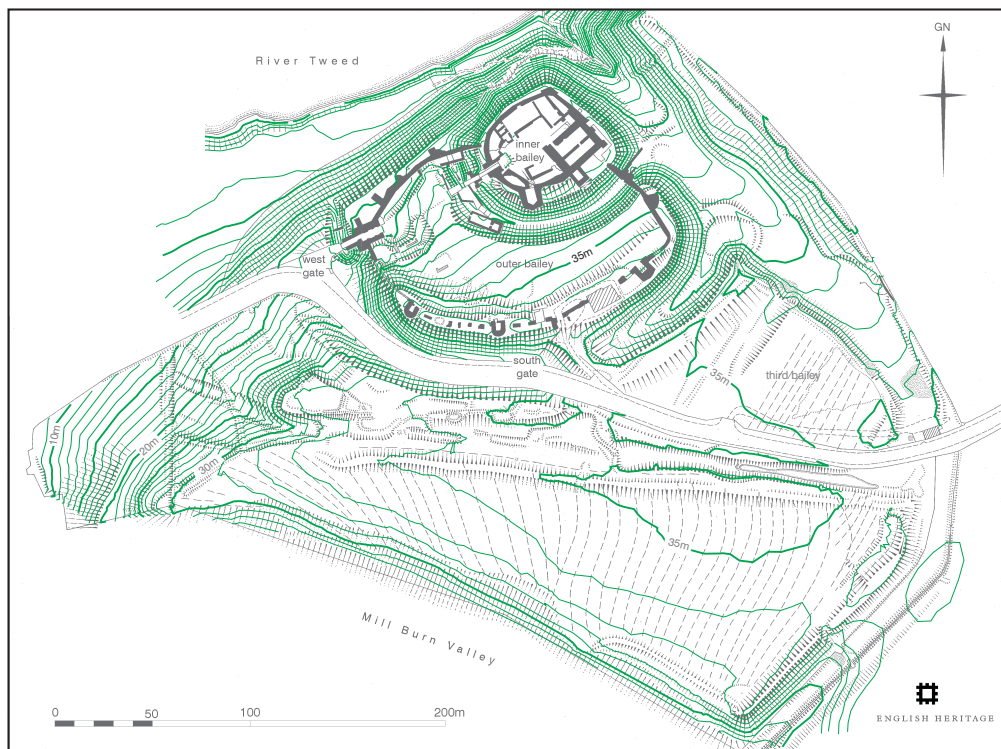 GN
River Tweed
inner
bailey
west
gate
outer bailey
35m
south
gate
35m
third bailey
10m
20m
30m
35m
Mill Burn Valley
0 50 100 200m
ENGLISH HERITAGE